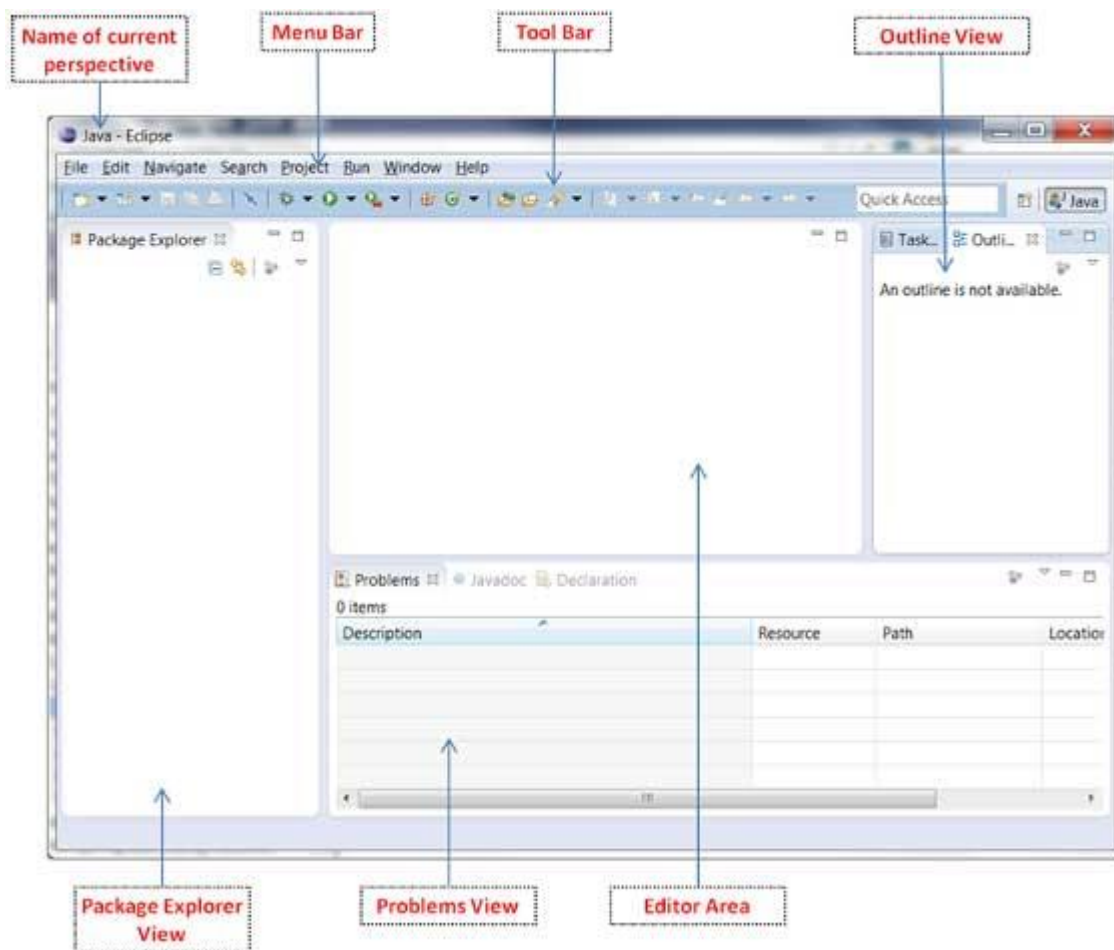 Name of current
perspective
Menu Bar
Tool Bar
Outline View
Java - Eclipse
File Edit Navigate Search Project Run Window Help
Quick Access
Java
Package Explorer
Task...
Outli...
An outline is not available.
Problems
Javadoc
Declaration
0 items
Description
Resource
Path
Location
Package Explorer
View
Problems View
Editor Area